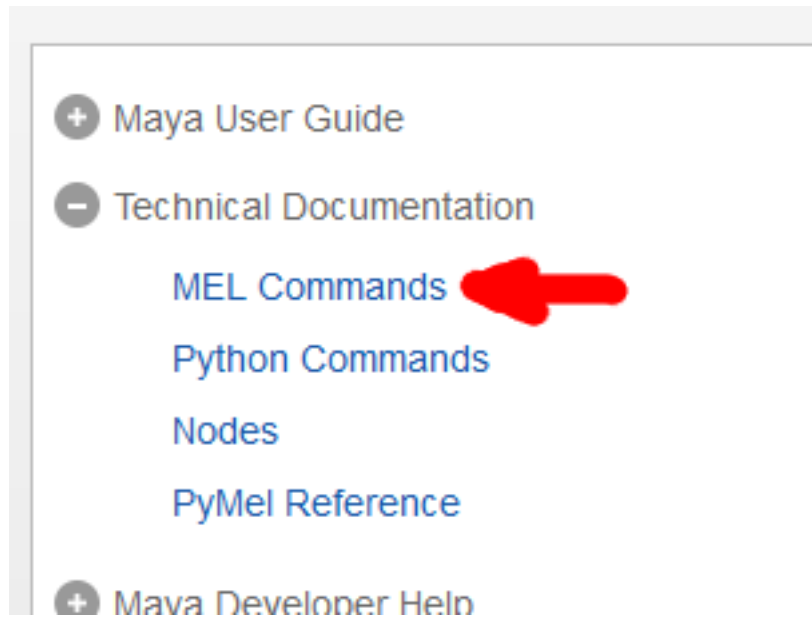 Maya User Guide
Technical Documentation
MEL Commands
Python Commands
Nodes
PyMel Reference
Maya Developer Help